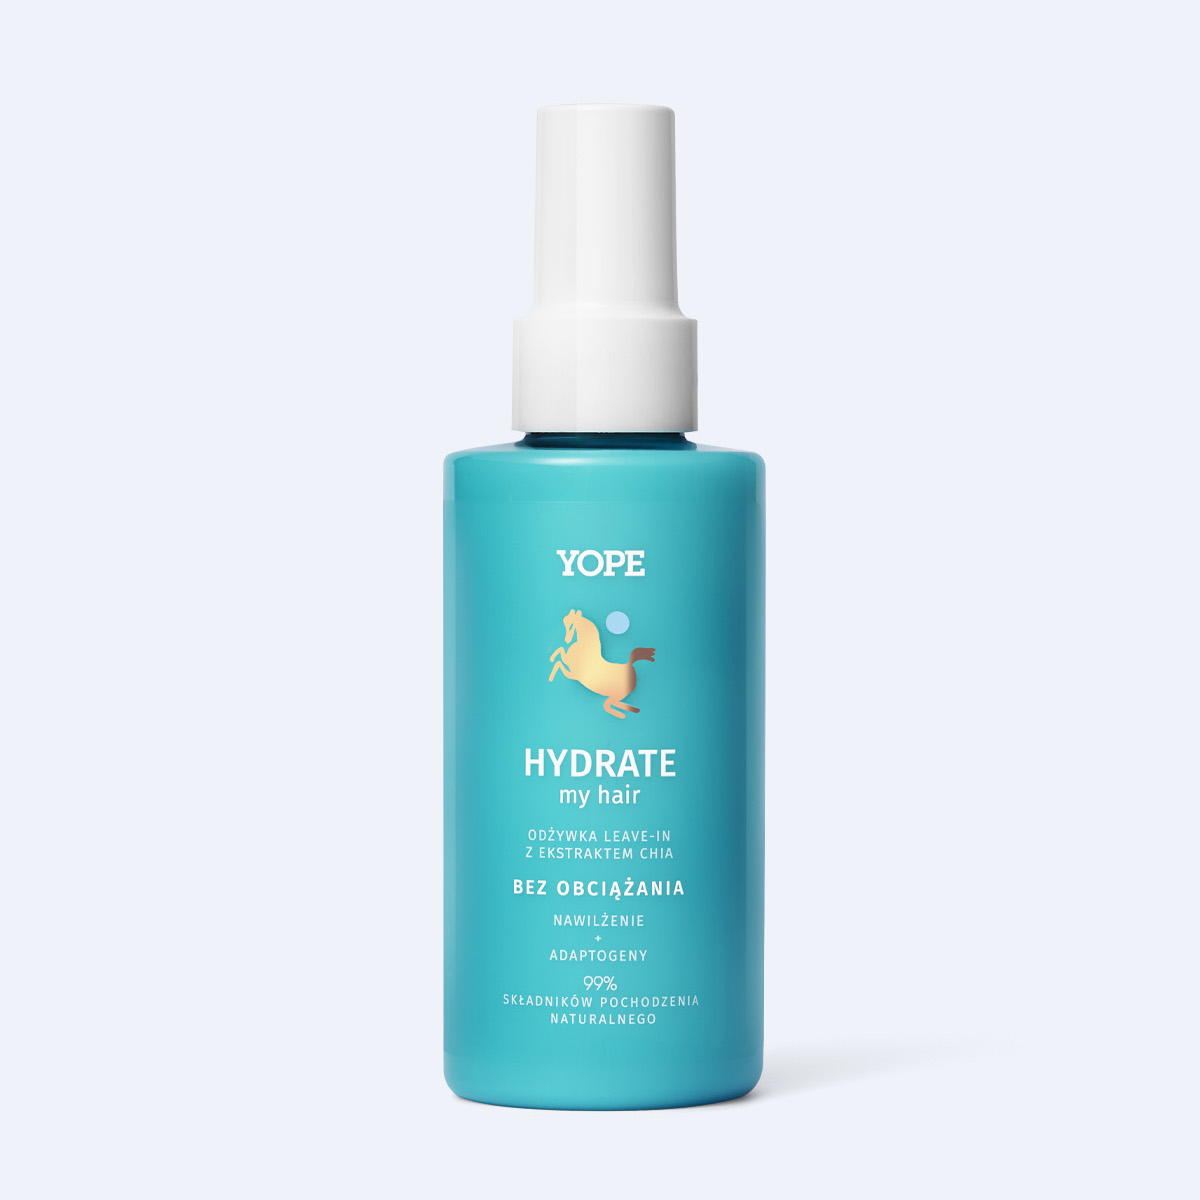 YOPE
HYDRATE
my hair
ODŻYWKA LEAVE-IN
Z EKSTRAKTEM CHIA
BEZ OBCIĄŻANIA
NAWILŻENIE
+
ADAPTOGENY
99%
SKŁADNIKÓW POCHODZENIA
NATURALNEGO